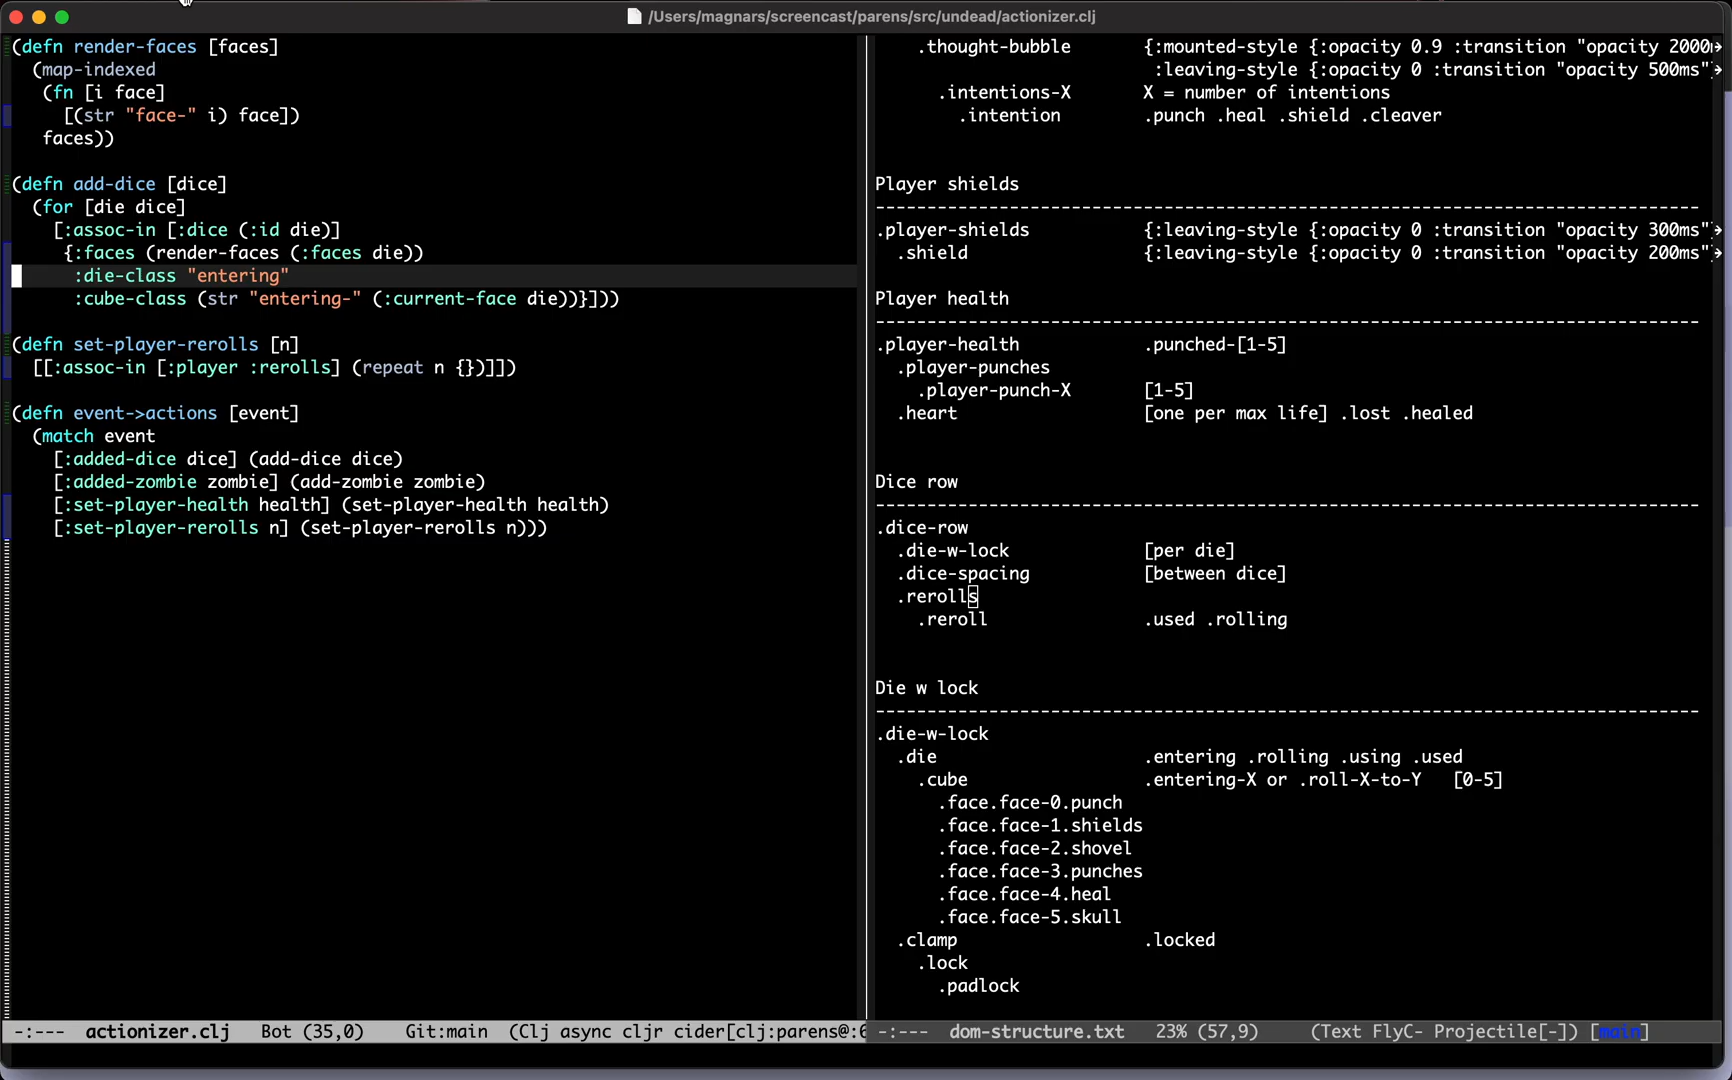 /Users/magnars/screencast/parens/src/undead/actionizer.clj
(defn render-faces [faces]
  (map-indexed
   (fn [i face]
     [(str "face-" i) face])
   faces))

(defn add-dice [dice]
  (for [die dice]
    [:assoc-in [:dice (:id die)]
     {:faces (render-faces (:faces die))
      :die-class "entering"
      :cube-class (str "entering-" (:current-face die))}]))

(defn set-player-rerolls [n]
  [[:assoc-in [:player :rerolls] (repeat n {})]])

(defn event->actions [event]
  (match event
    [:added-dice dice] (add-dice dice)
    [:added-zombie zombie] (add-zombie zombie)
    [:set-player-health health] (set-player-health health)
    [:set-player-rerolls n] (set-player-rerolls n)))
-:---  actionizer.clj   Bot (35,0)    Git:main  (Clj async cljr cider[clj:parens@:6
    .thought-bubble       {:mounted-style {:opacity 0.9 :transition "opacity 2000
                           :leaving-style {:opacity 0 :transition "opacity 500ms"
      .intentions-X       X = number of intentions
        .intention        .punch .heal .shield .cleaver

Player shields
--------------------------------------------------------------------------------
.player-shields           {:leaving-style {:opacity 0 :transition "opacity 300ms"
  .shield                 {:leaving-style {:opacity 0 :transition "opacity 200ms"

Player health
--------------------------------------------------------------------------------
.player-health            .punched-[1-5]
  .player-punches
    .player-punch-X       [1-5]
  .heart                  [one per max life] .lost .healed

Dice row
--------------------------------------------------------------------------------
.dice-row
  .die-w-lock             [per die]
  .dice-spacing           [between dice]
  .rerolls
    .reroll               .used .rolling

Die w lock
--------------------------------------------------------------------------------
.die-w-lock
  .die                    .entering .rolling .using .used
    .cube                 .entering-X or .roll-X-to-Y   [0-5]
      .face.face-0.punch
      .face.face-1.shields
      .face.face-2.shovel
      .face.face-3.punches
      .face.face-4.heal
      .face.face-5.skull
  .clamp                  .locked
    .lock
      .padlock
-:---  dom-structure.txt   23% (57,9)     (Text FlyC- Projectile[-]) [main]